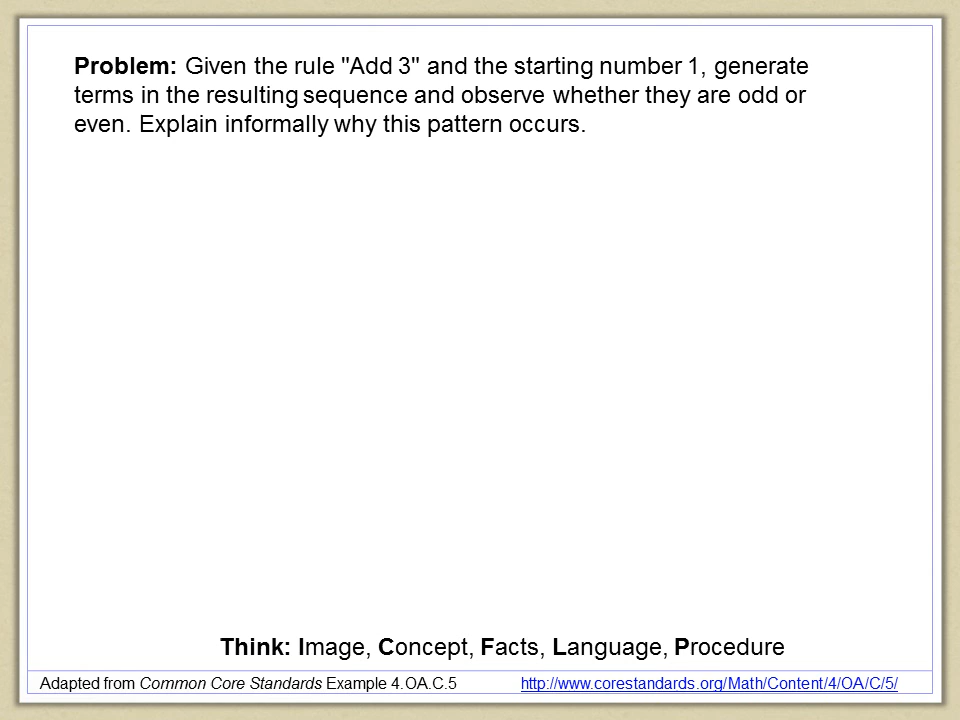 Problem: Given the rule "Add 3" and the starting number 1, generate
terms in the resulting sequence and observe whether they are odd or
even. Explain informally why this pattern occurs.
Think: Image, Concept, Facts, Language, Procedure
Adapted from Common Core Standards Example 4.OA.C.5 http://www.corestandards.org/Math/Content/4/OA/C/5/